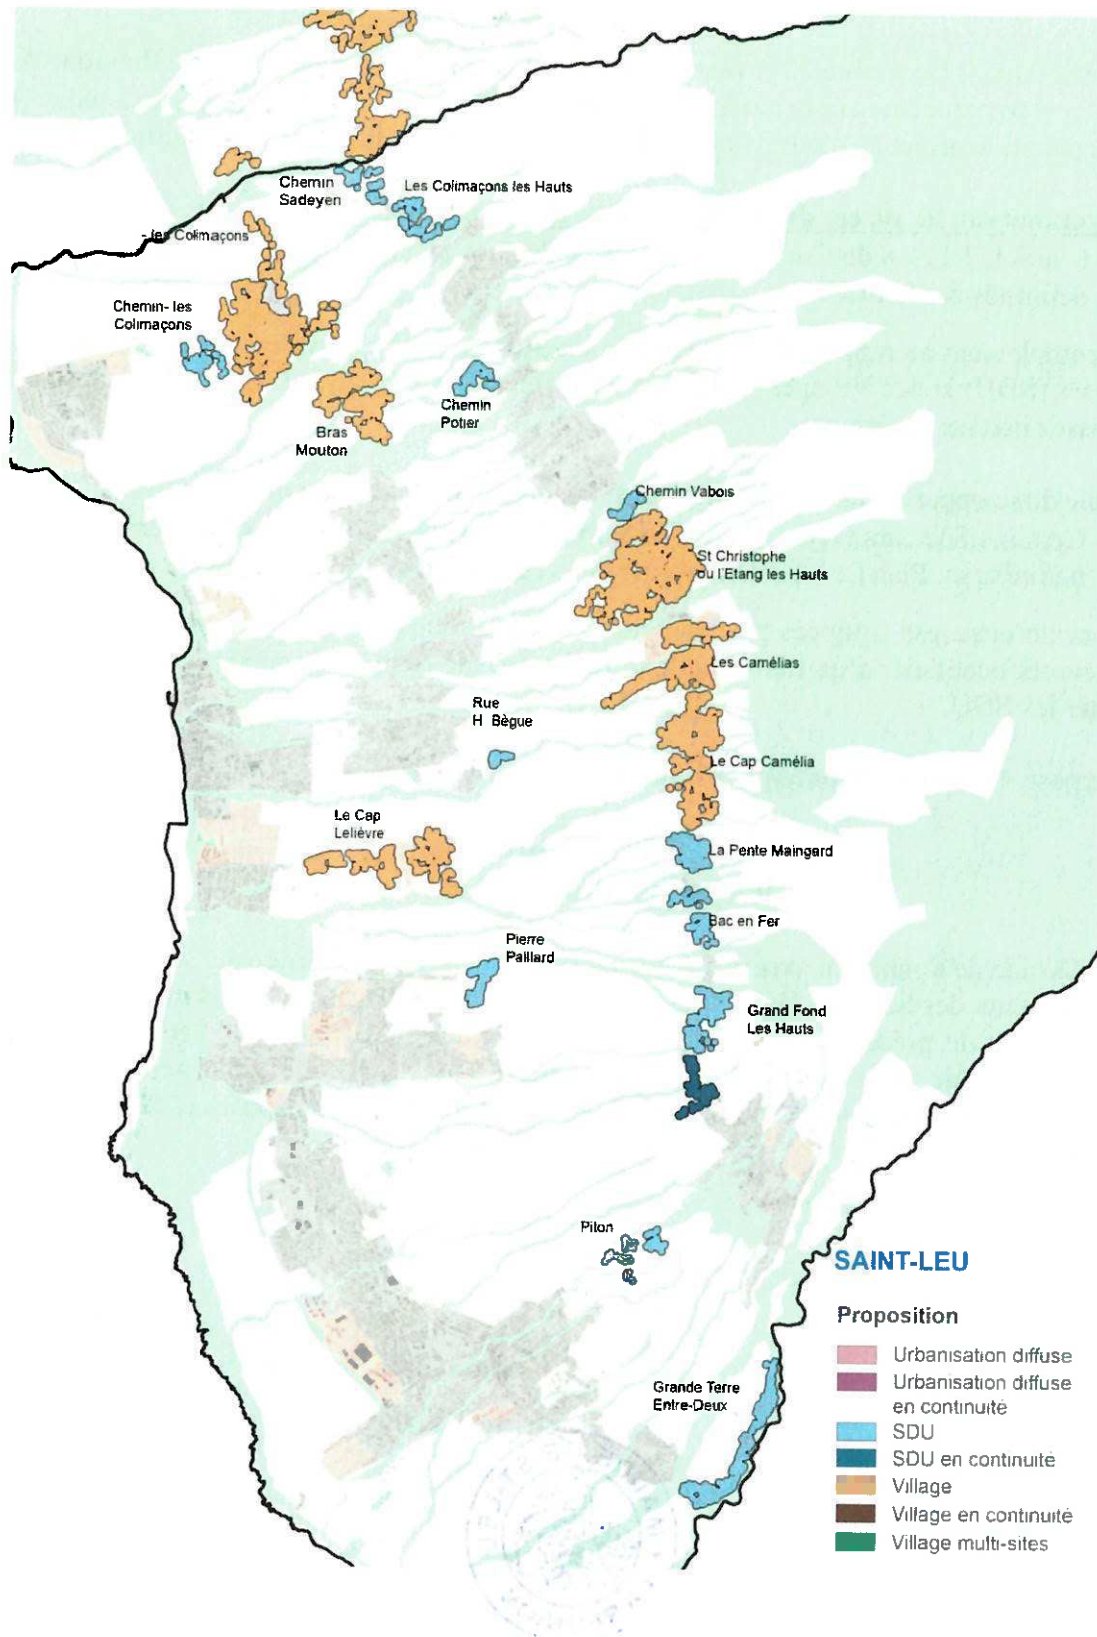 Chemin
Sadeyen
Les Colimaçons les Hauts
- les Colimaçons
Chemin- les
Colimaçons
Bras
Mouton
Chemin
Potier
Chemin Vabois
St Christophe
ou l'Etang les Hauts
Les Camélias
Rue
H Bègue
Le Cap Camélia
Le Cap
Lelièvre
La Pente Maingard
Bac en Fer
Pierre
Paillard
Grand Fond
Les Hauts
Piton
SAINT-LEU
Proposition
Urbanisation diffuse
Urbanisation diffuse
en continuité
SDU
SDU en continuité
Village
Village en continuité
Village multi-sites
Grande Terre
Entre-Deux